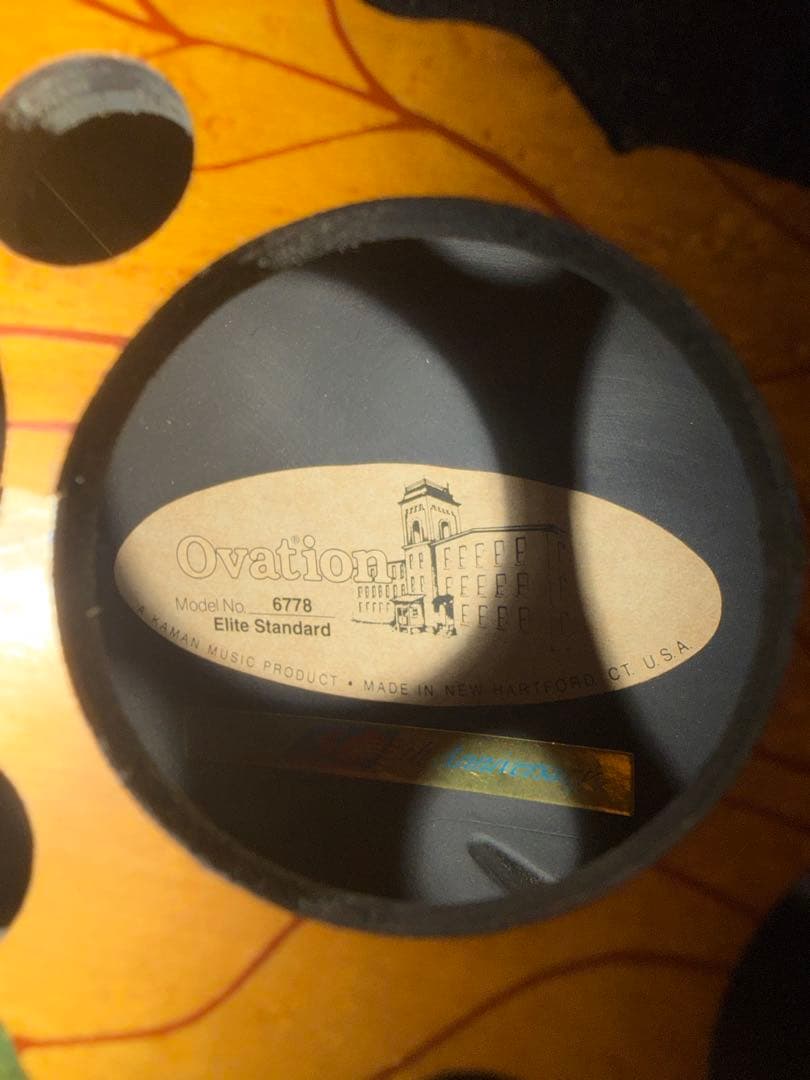 Ovation®
Model No. 6778
Elite Standard
A KAMAN MUSIC PRODUCT • MADE IN NEW HARTFORD, CT. U.S.A.